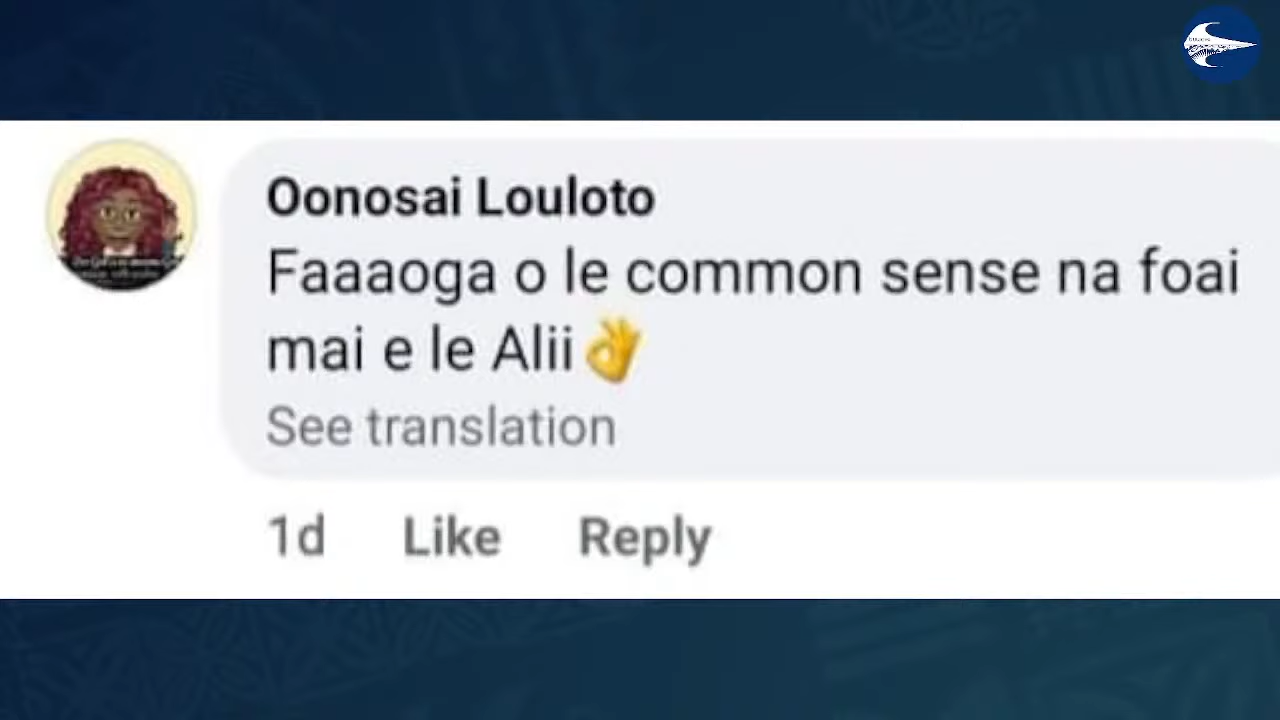 Oonosai Louloto
Faaaoga o le common sense na foai
mai e le Alii👌
See translation
1d Like Reply